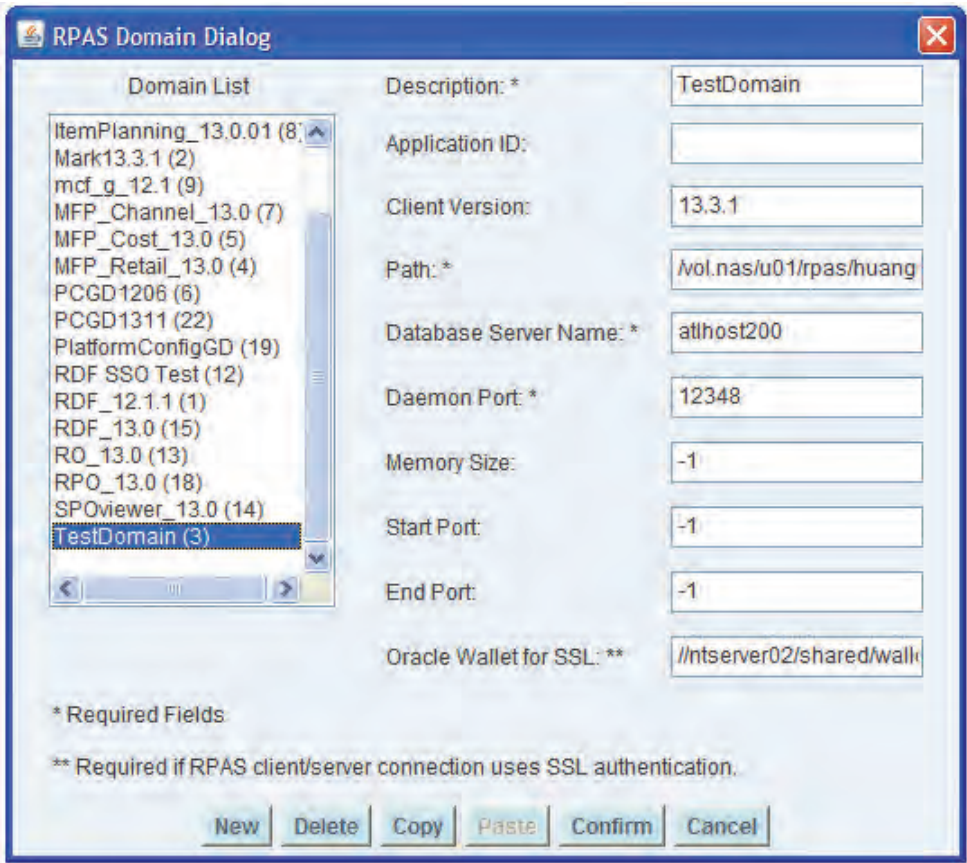 RPAS Domain Dialog
Domain List
ItemPlanning_13.0.01 (8)
Mark13.3.1 (2)
mcf_g_12.1 (9)
MFP_Channel_13.0 (7)
MFP_Cost_13.0 (5)
MFP_Retail_13.0 (4)
PCGD1206 (6)
PCGD1311 (22)
PlatformConfigGD (19)
RDF SSO Test (12)
RDF_12.1.1 (1)
RDF_13.0 (15)
RO_13.0 (13)
RPO_13.0 (18)
SPOviewer_13.0 (14)
TestDomain (3)
Description: * TestDomain
Application ID:
Client Version: 13.3.1
Path: * /vol.nas/u01/rpas/huang
Database Server Name: * atlhost200
Daemon Port: * 12348
Memory Size: -1
Start Port: -1
End Port: -1
Oracle Wallet for SSL: ** //ntserver02/shared/wall
* Required Fields
** Required if RPAS client/server connection uses SSL authentication.
New Delete Copy Paste Confirm Cancel